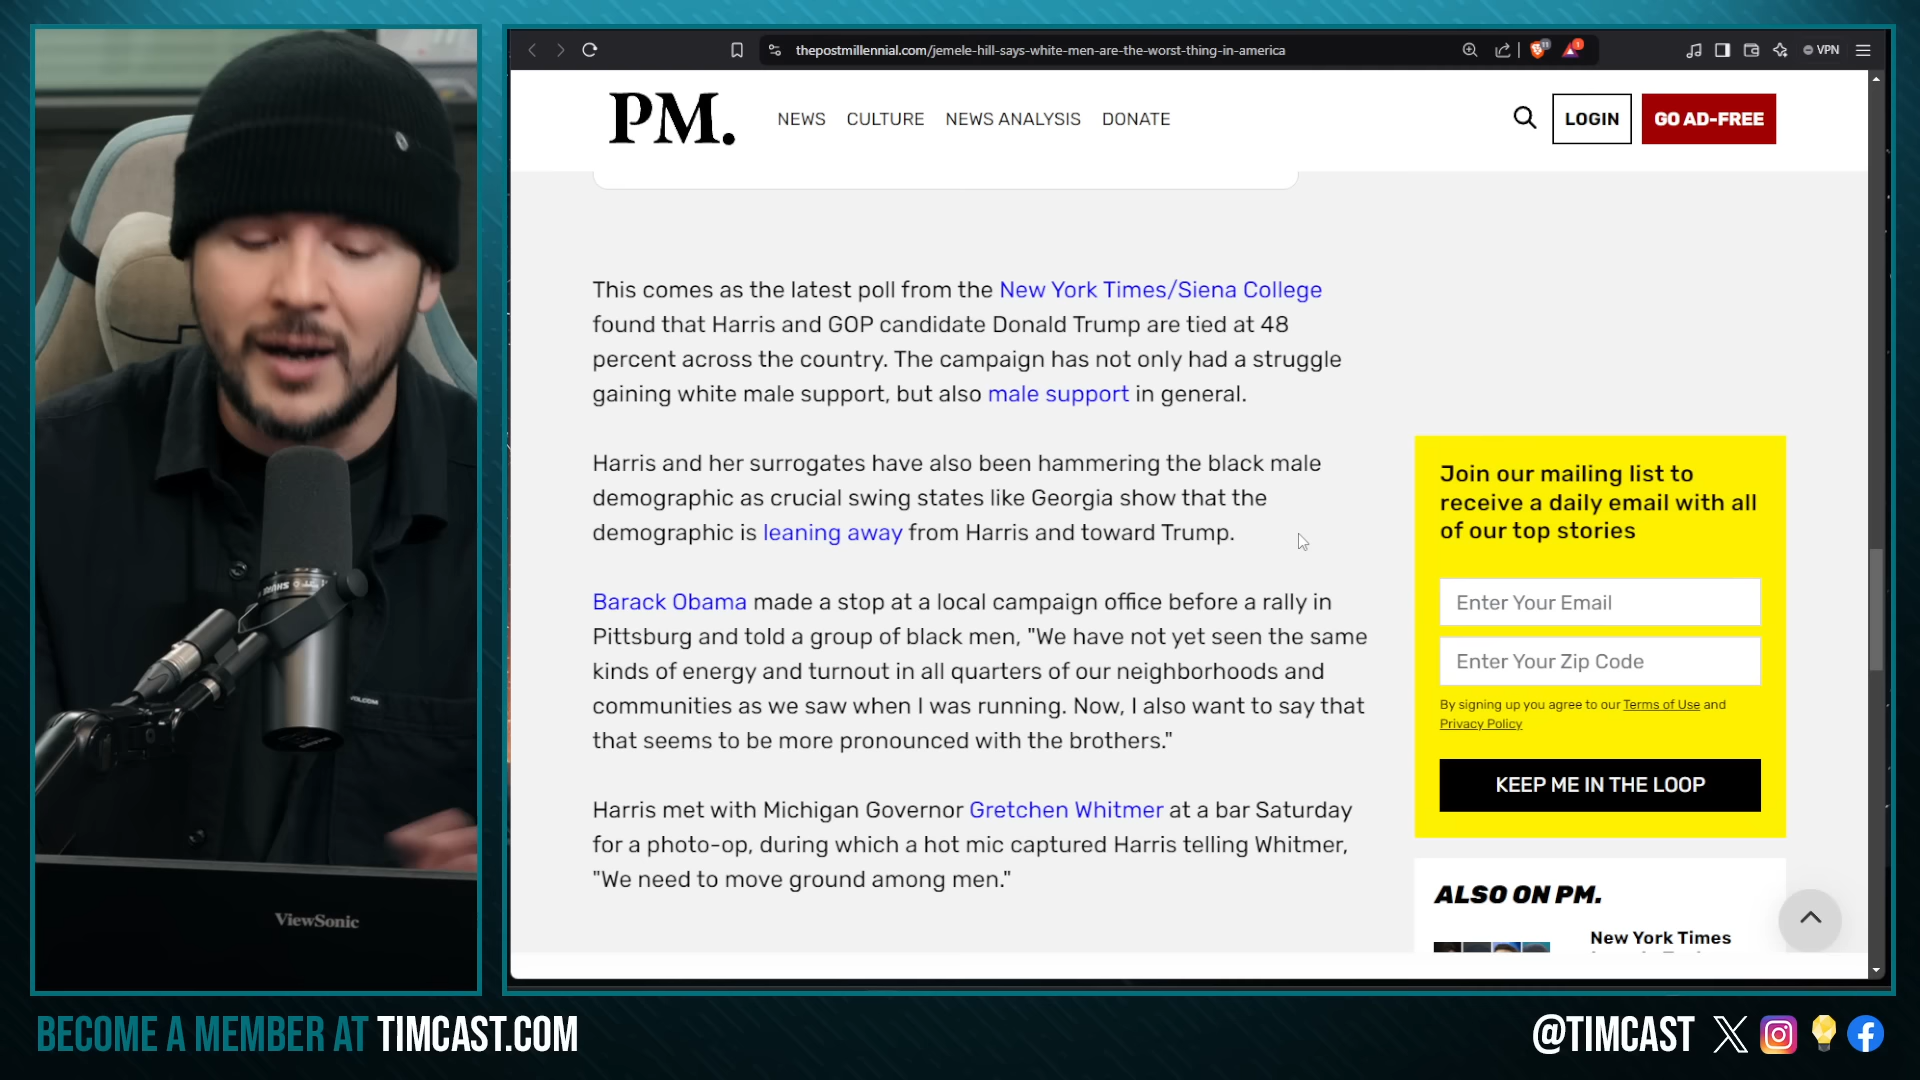 thepostmillennial.com/jemele-hill-says-white-men-are-the-worst-thing-in-america
VPN
PM.
NEWS
CULTURE
NEWS ANALYSIS
DONATE
LOGIN
GO AD-FREE
This comes as the latest poll from the New York Times/Siena College
found that Harris and GOP candidate Donald Trump are tied at 48
percent across the country. The campaign has not only had a struggle
gaining white male support, but also male support in general.
Harris and her surrogates have also been hammering the black male
demographic as crucial swing states like Georgia show that the
demographic is leaning away from Harris and toward Trump.
Barack Obama made a stop at a local campaign office before a rally in
Pittsburg and told a group of black men, "We have not yet seen the same
kinds of energy and turnout in all quarters of our neighborhoods and
communities as we saw when I was running. Now, I also want to say that
that seems to be more pronounced with the brothers."
Harris met with Michigan Governor Gretchen Whitmer at a bar Saturday
for a photo-op, during which a hot mic captured Harris telling Whitmer,
"We need to move ground among men."
Join our mailing list to
receive a daily email with all
of our top stories
Enter Your Email
Enter Your Zip Code
By signing up you agree to our Terms of Use and
Privacy Policy
KEEP ME IN THE LOOP
ALSO ON PM.
New York Times
SHURE
VOLCOM
ViewSonic
BECOME A MEMBER AT TIMCAST.COM
@TIMCAST